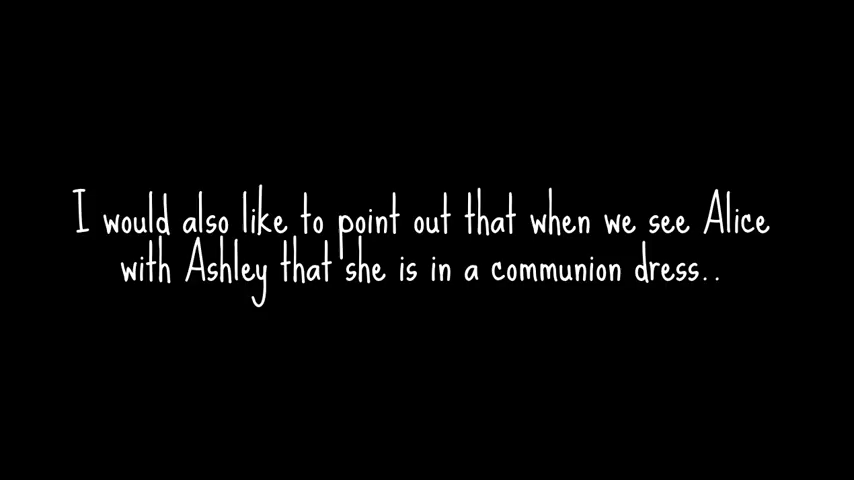 I would also like to point out that when we see Alice
with Ashley that she is in a communion dress..